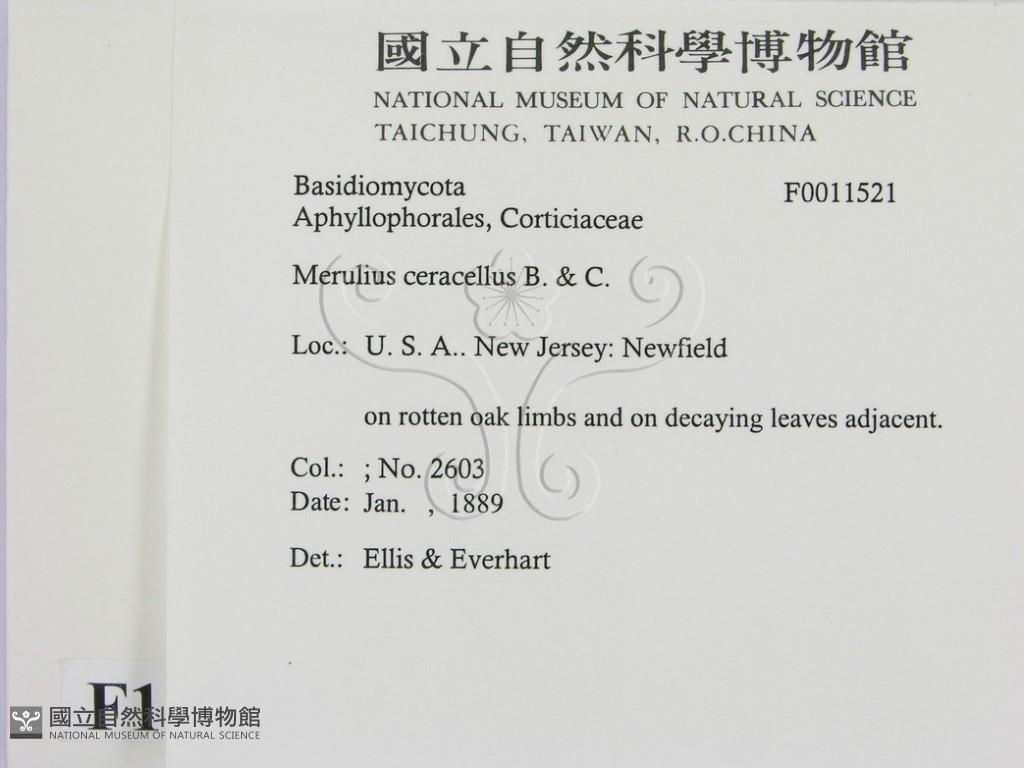 國立自然科學博物館
NATIONAL MUSEUM OF NATURAL SCIENCE
TAICHUNG, TAIWAN, R.O.CHINA
Basidiomycota F0011521
Aphyllophorales, Corticiaceae
Merulius ceracellus B. & C.
Loc.: U. S. A.. New Jersey: Newfield
on rotten oak limbs and on decaying leaves adjacent.
Col.: ; No. 2603
Date: Jan. , 1889
Det.: Ellis & Everhart
F1
國立自然科學博物館
NATIONAL MUSEUM OF NATURAL SCIENCE